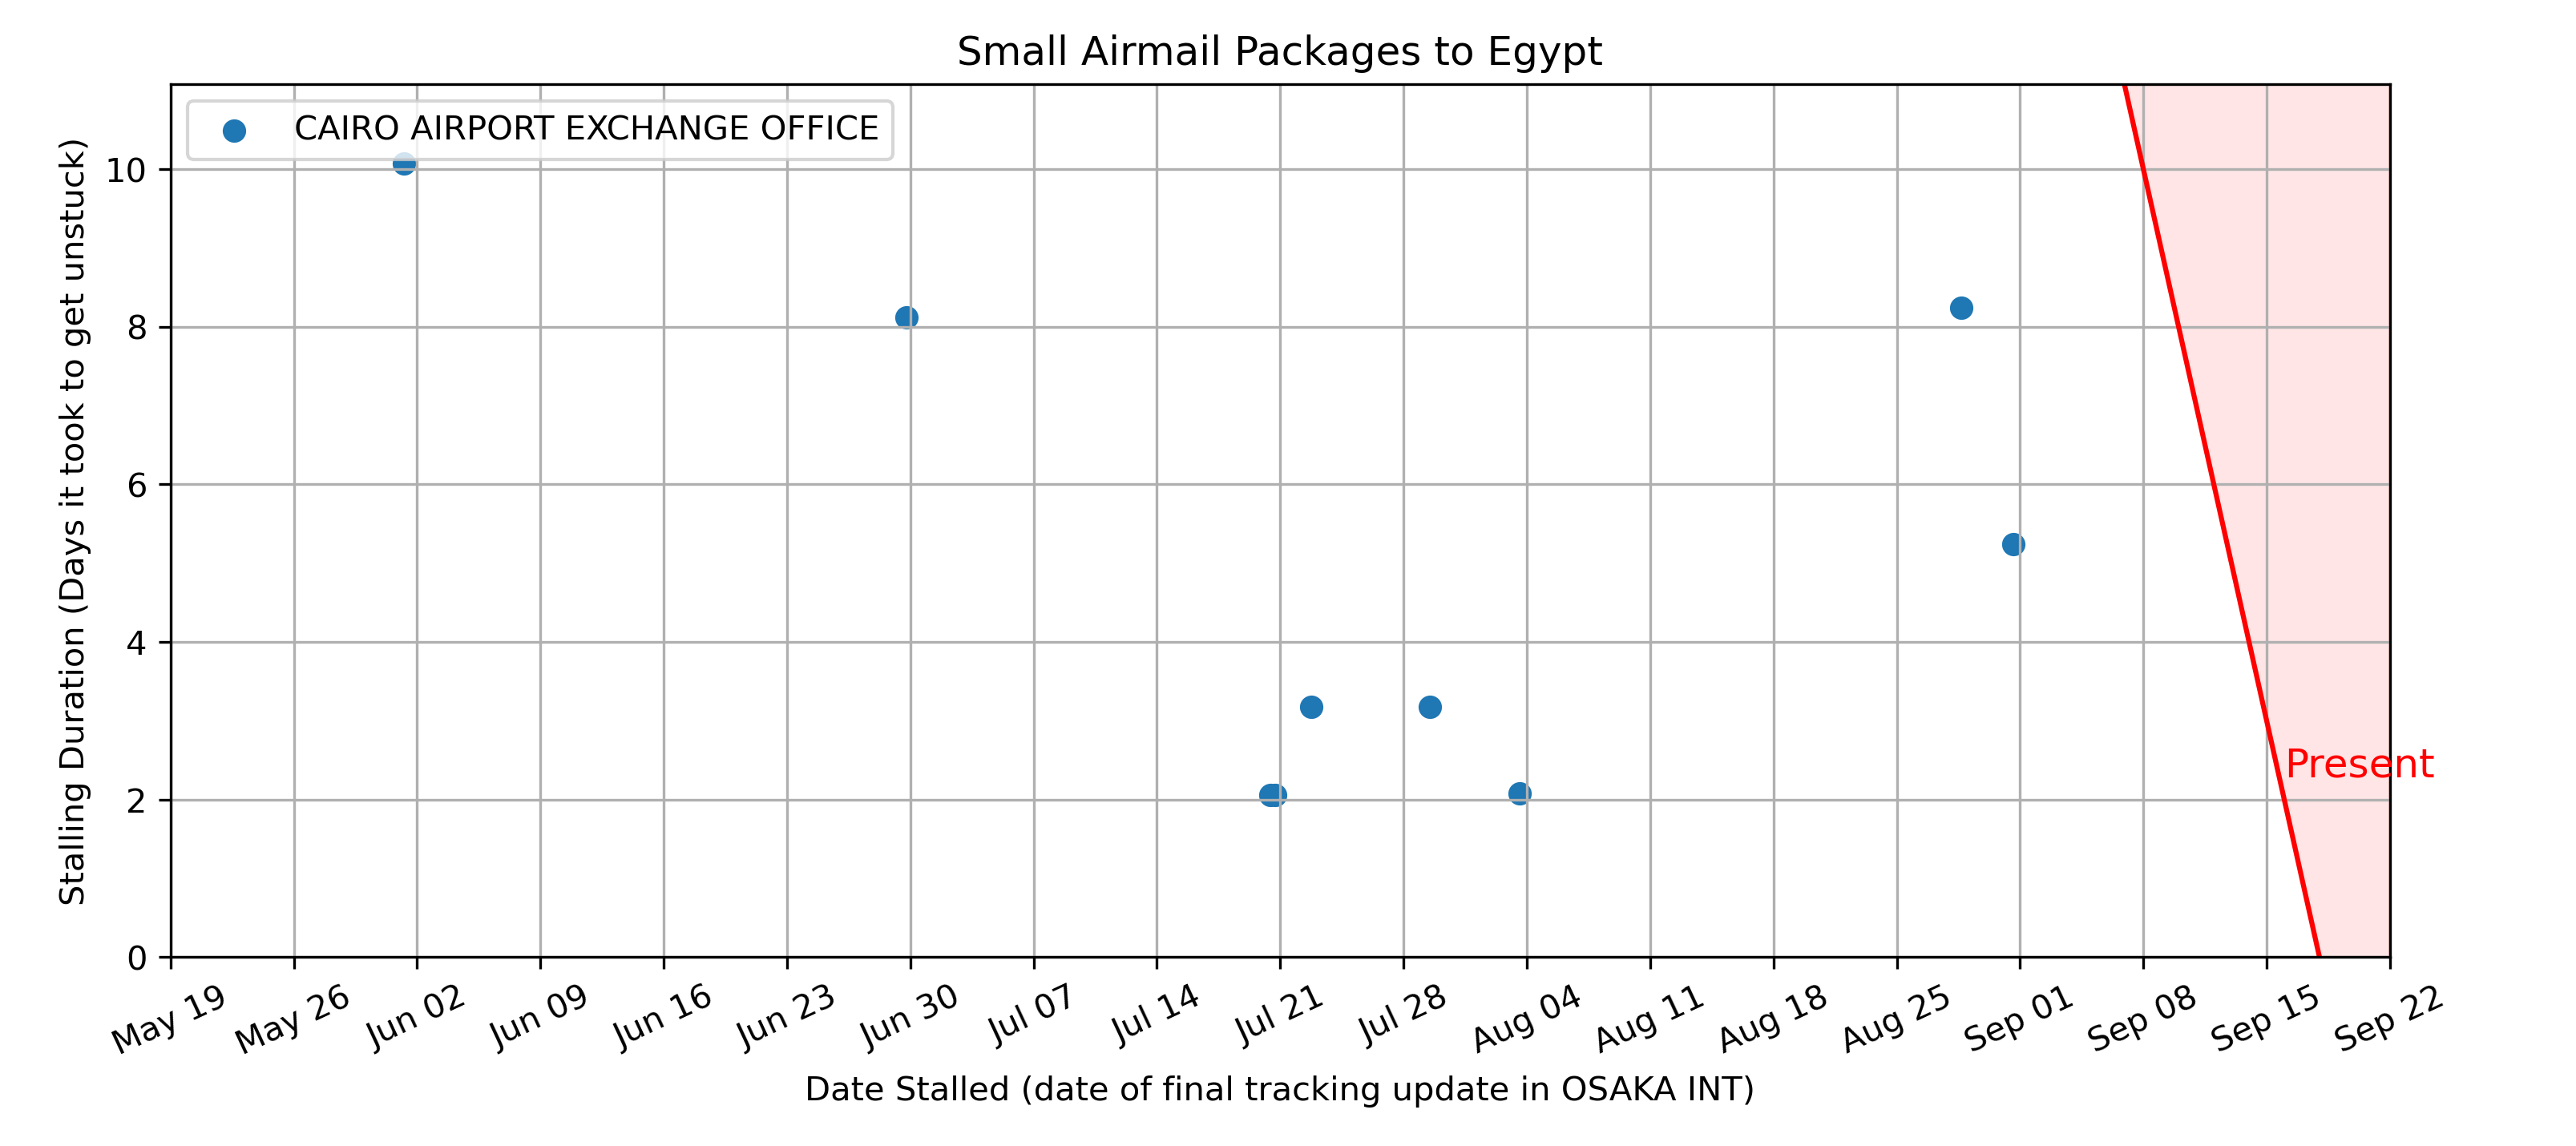 Small Airmail Packages to Egypt
CAIRO AIRPORT EXCHANGE OFFICE
Stalling Duration (Days it took to get unstuck)
10
8
6
4
2
0
Present
May 19
May 26
Jun 02
Jun 09
Jun 16
Jun 23
Jun 30
Jul 07
Jul 14
Jul 21
Jul 28
Aug 04
Aug 11
Aug 18
Aug 25
Sep 01
Sep 08
Sep 15
Sep 22
Date Stalled (date of final tracking update in OSAKA INT)